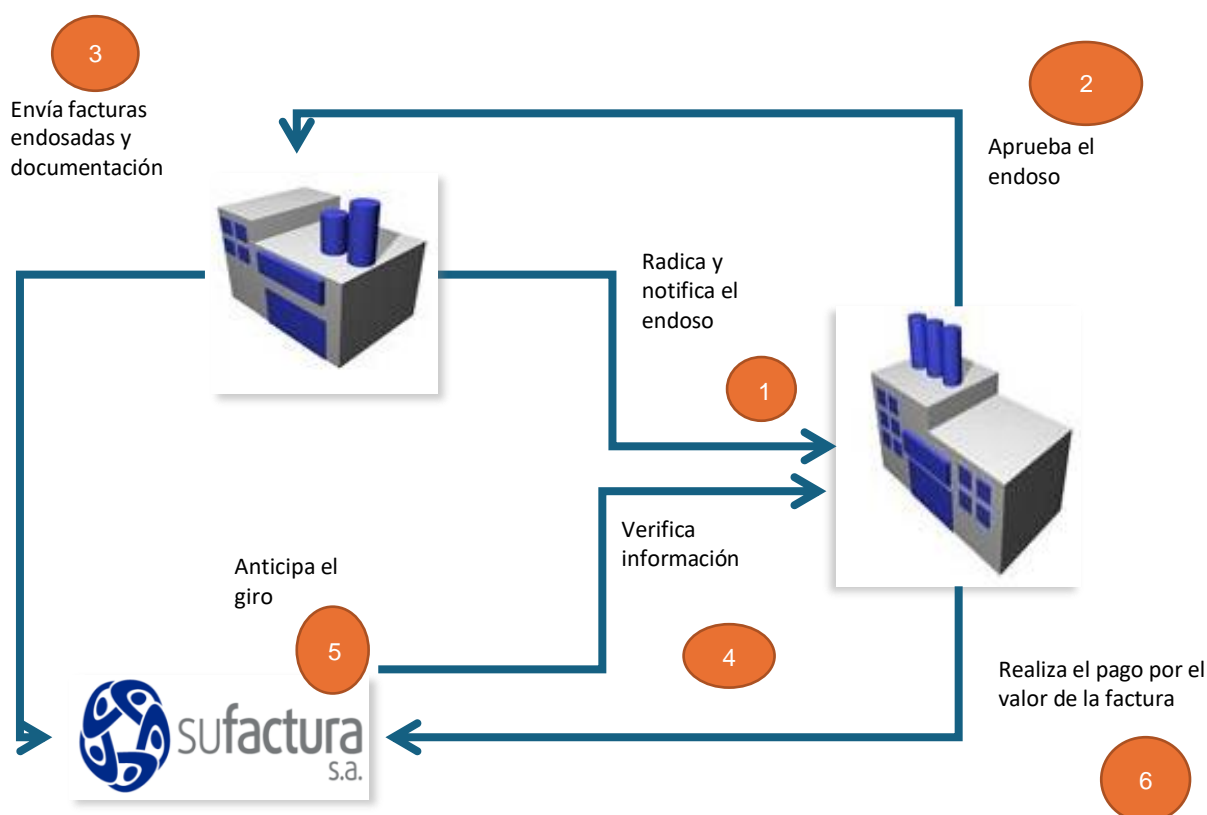 3
Envía facturas
endosadas y
documentación
2
Aprueba el
endoso
Radica y
notifica el
endoso
1
Verifica
información
4
Anticipa el
giro
5
sufactura
s.a.
Realiza el pago por el
valor de la factura
6